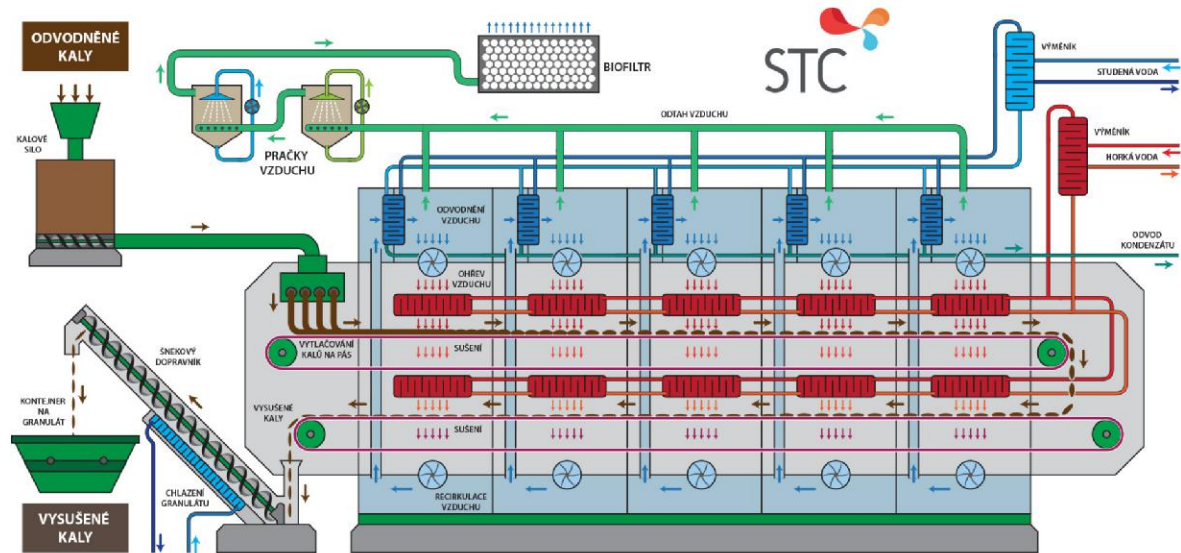 ODVODNĚNÉ
KALY
KALOVÉ
SILO
PRAČKY
VZDUCHU
BIOFILTR
STC
ODTAH VZDUCHU
VÝMĚNÍK
STUDENÁ VODA
VÝMĚNÍK
HORKÁ VODA
ODVODNĚNÍ
VZDUCHU
ODVOD
KONDENZÁTU
OHŘEV
VZDUCHU
VYTLAČOVÁNÍ
KALŮ NA PÁS
SUŠENÍ
SUŠENÍ
ŠNEKOVÝ
DOPRAVNÍK
KONTEJNER
NA
GRANULÁT
VYSUŠENÉ
KALY
SUŠENÍ
SUŠENÍ
CHLAZENÍ
GRANULÁTU
RECIRKULACE
VZDUCHU
VYSUŠENÉ
KALY